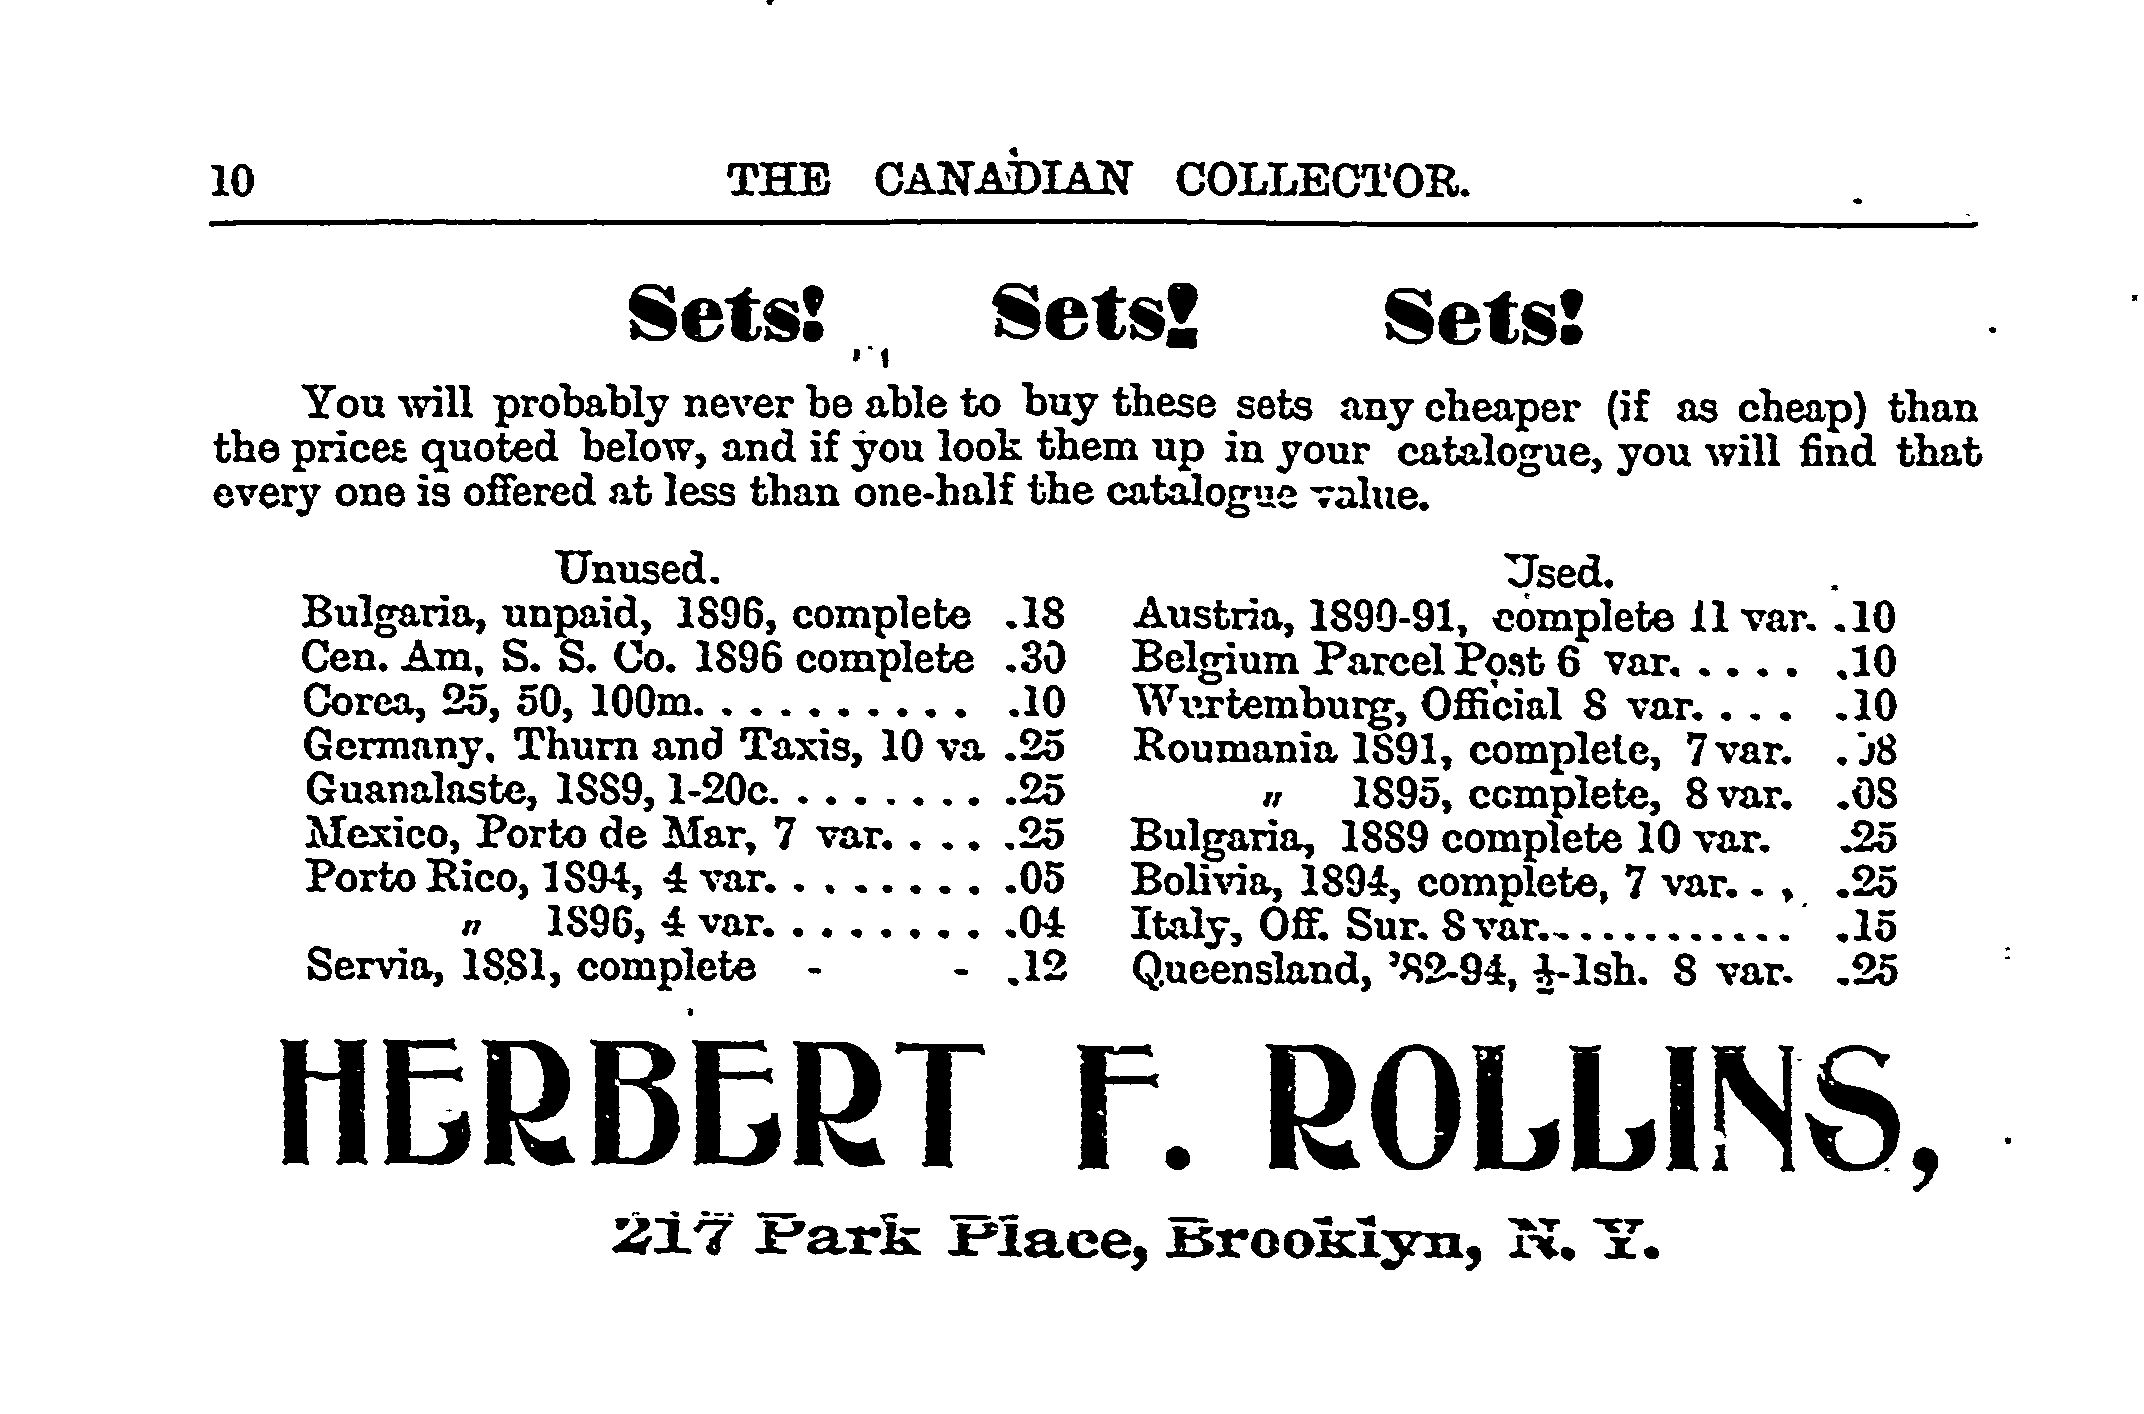 10 THE CANADIAN COLLECTOR.
Sets! Sets! Sets!
You will probably never be able to buy these sets any cheaper (if as cheap) than
the prices quoted below, and if you look them up in your catalogue, you will find that
every one is offered at less than one-half the catalogue value.
Unused.
Bulgaria, unpaid, 1896, complete .18
Cen. Am, S. S. Co. 1896 complete .30
Corea, 25, 50, 100m. . . . . . . . . . .10
Germany. Thurn and Taxis, 10 va .25
Guanalaste, 1889, 1-20c. . . . . . . . .25
Mexico, Porto de Mar, 7 var. . . . .25
Porto Rico, 1894, 4 var. . . . . . . . .05
" 1896, 4 var. . . . . . . . .04
Servia, 1881, complete - - .12
Used.
Austria, 1890-91, complete 11 var. .10
Belgium Parcel Post 6 var. . . . . .10
Wurtemburg, Official 8 var. . . . .10
Roumania 1891, complete, 7 var. .08
" 1895, complete, 8 var. .08
Bulgaria, 1889 complete 10 var. .25
Bolivia, 1894, complete, 7 var. . , .25
Italy, Off. Sur. 8 var. . . . . . . . . . . .15
Queensland, '82-94, ½-1sh. 8 var. .25
HERBERT F. ROLLINS,
217 Park Place, Brooklyn, N. Y.